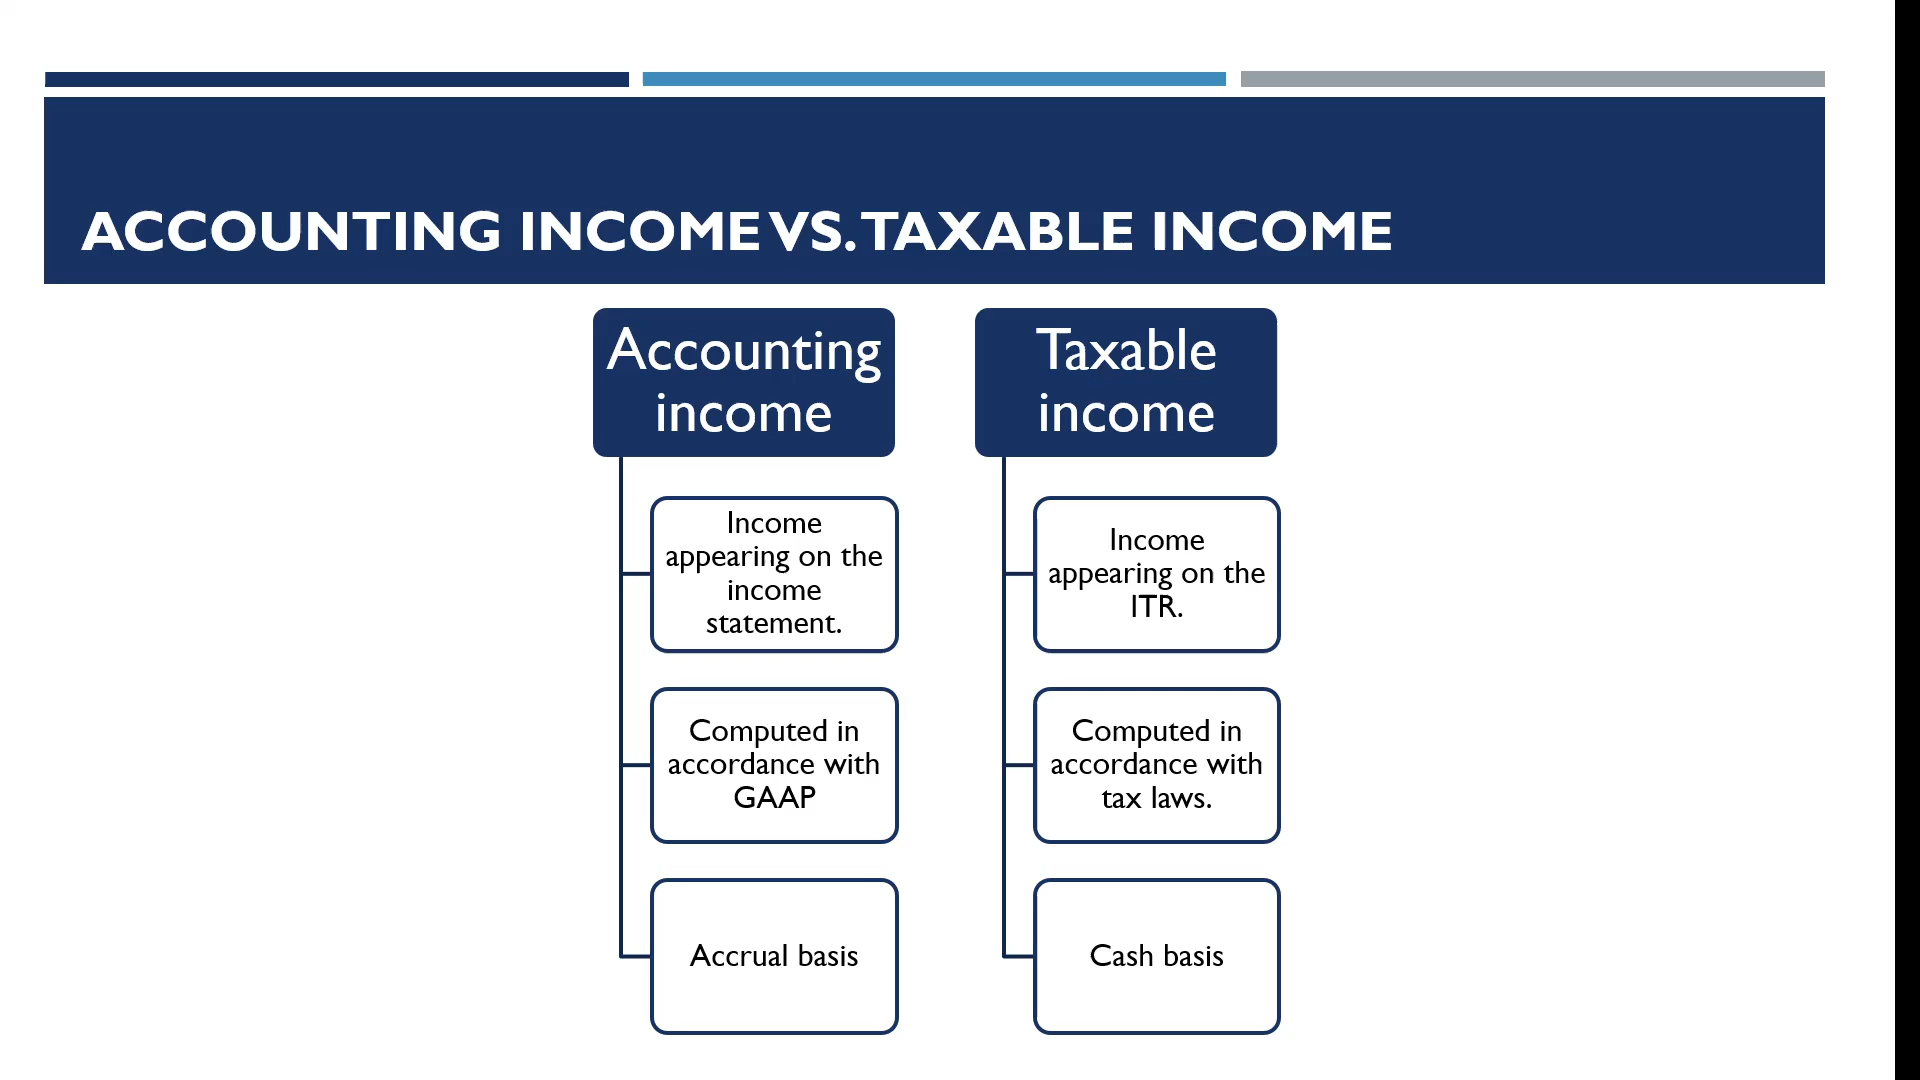 ACCOUNTING INCOME VS. TAXABLE INCOME
Accounting
income
Income
appearing on the
income
statement.
Computed in
accordance with
GAAP
Accrual basis
Taxable
income
Income
appearing on the
ITR.
Computed in
accordance with
tax laws.
Cash basis